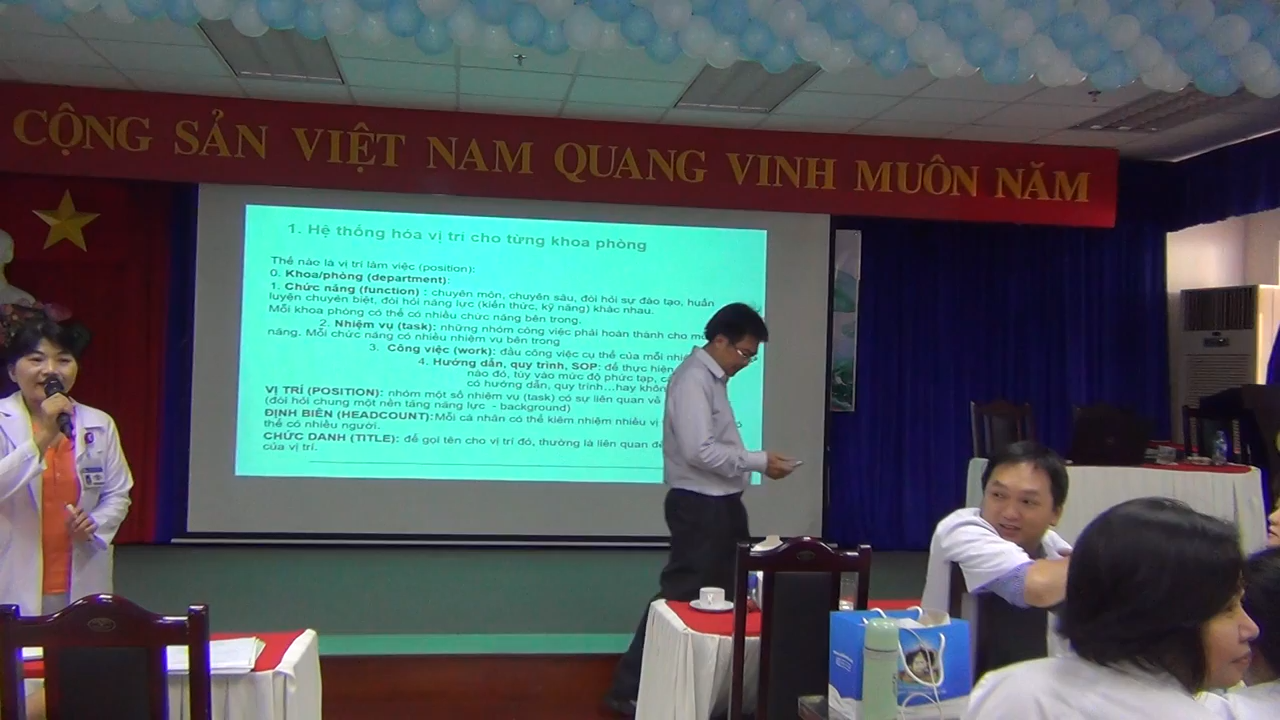 CỘNG SẢN VIỆT NAM QUANG VINH MUÔN NĂM
1. Hệ thống hóa vị trí cho từng khoa phòng
Thế nào là vị trí làm việc (position):
0. Khoa/phòng (department):
1. Chức năng (function) : chuyên môn, chuyên sâu, đòi hỏi sự đào tạo, huấn
luyện chuyên biệt, đòi hỏi năng lực (kiến thức, kỹ năng) khác nhau.
Mỗi khoa phòng có thể có nhiều chức năng bên trong.
2. Nhiệm vụ (task): những nhóm công việc phải hoàn thành cho
năng. Mỗi chức năng có nhiều nhiệm vụ bên trong
3. Công việc (work): đầu công việc cụ thể của mỗi
4. Hướng dẫn, quy trình, SOP: để thực hiện
nào đó, tùy vào mức độ phức tạp,
có hướng dẫn, quy trình…hay
VỊ TRÍ (POSITION): nhóm một số nhiệm vụ (task) có sự liên quan về
(đòi hỏi chung một nền tảng năng lực - background)
ĐỊNH BIÊN (HEADCOUNT): Mỗi cá nhân có thể kiêm nhiệm nhiều vị
thể có nhiều người.
CHỨC DANH (TITLE): để gọi tên cho vị trí đó, thường là liên quan
của vị trí.